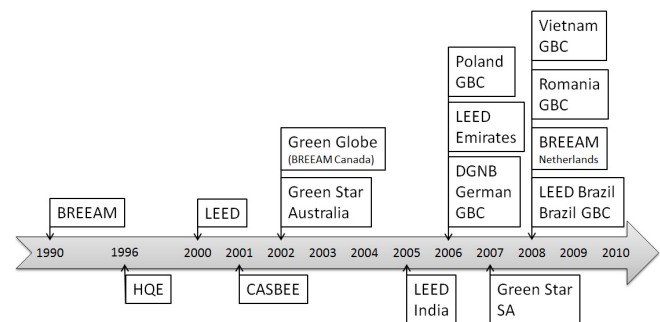 Vietnam
GBC
Poland
GBC
Romania
GBC
LEED
Emirates
Green Globe
(BREEAM Canada)
BREEAM
Netherlands
DGNB
German
GBC
Green Star
Australia
LEED Brazil
Brazil GBC
BREEAM
LEED
1990 1996 2000 2001 2002 2003 2004 2005 2006 2007 2008 2009 2010
HQE
CASBEE
LEED
India
Green Star
SA